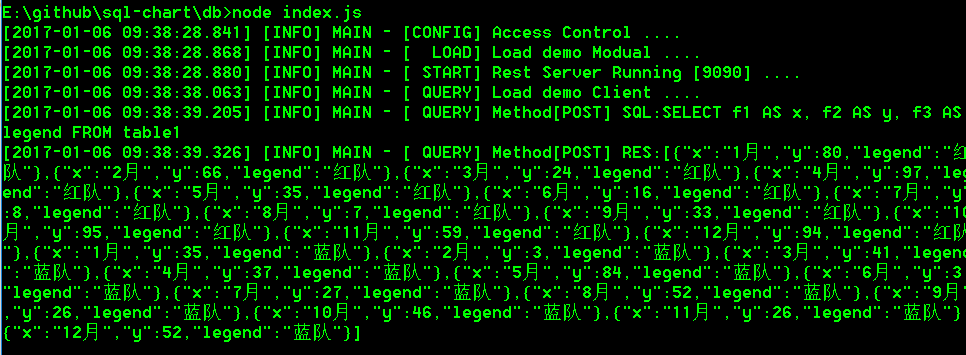 E:\github\sql-chart\db>node index.js
[2017-01-06 09:38:28.841] [INFO] MAIN - [CONFIG] Access Control ....
[2017-01-06 09:38:28.868] [INFO] MAIN - [  LOAD] Load demo Modual ....
[2017-01-06 09:38:28.880] [INFO] MAIN - [ START] Rest Server Running [9090] ....
[2017-01-06 09:38:38.063] [INFO] MAIN - [ QUERY] Load demo Client ....
[2017-01-06 09:38:39.205] [INFO] MAIN - [ QUERY] Method[POST] SQL:SELECT f1 AS x, f2 AS y, f3 AS
legend FROM table1
[2017-01-06 09:38:39.326] [INFO] MAIN - [ QUERY] Method[POST] RES:[{"x":"1月","y":80,"legend":"红
队"},{"x":"2月","y":66,"legend":"红队"},{"x":"3月","y":24,"legend":"红队"},{"x":"4月","y":97,"le
gend":"红队"},{"x":"5月","y":35,"legend":"红队"},{"x":"6月","y":16,"legend":"红队"},{"x":"7月","y"
:8,"legend":"红队"},{"x":"8月","y":7,"legend":"红队"},{"x":"9月","y":33,"legend":"红队"},{"x":"10
月","y":95,"legend":"红队"},{"x":"11月","y":59,"legend":"红队"},{"x":"12月","y":94,"legend":"红队
"},{"x":"1月","y":35,"legend":"蓝队"},{"x":"2月","y":3,"legend":"蓝队"},{"x":"3月","y":41,"legend
":"蓝队"},{"x":"4月","y":37,"legend":"蓝队"},{"x":"5月","y":84,"legend":"蓝队"},{"x":"6月","y":3
"legend":"蓝队"},{"x":"7月","y":27,"legend":"蓝队"},{"x":"8月","y":52,"legend":"蓝队"},{"x":"9月"
,"y":26,"legend":"蓝队"},{"x":"10月","y":46,"legend":"蓝队"},{"x":"11月","y":26,"legend":"蓝队"}
{"x":"12月","y":52,"legend":"蓝队"}]